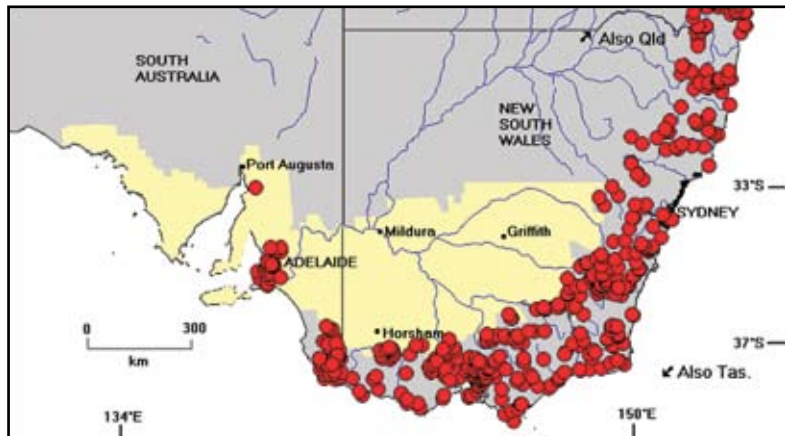 Also Qld
SOUTH
AUSTRALIA
NEW
SOUTH
WALES
Port Augusta
33°S
SYDNEY
Mildura
Griffith
ADELAIDE
0 300
km
Horsham
37°S
Also Tas.
134°E
150°E